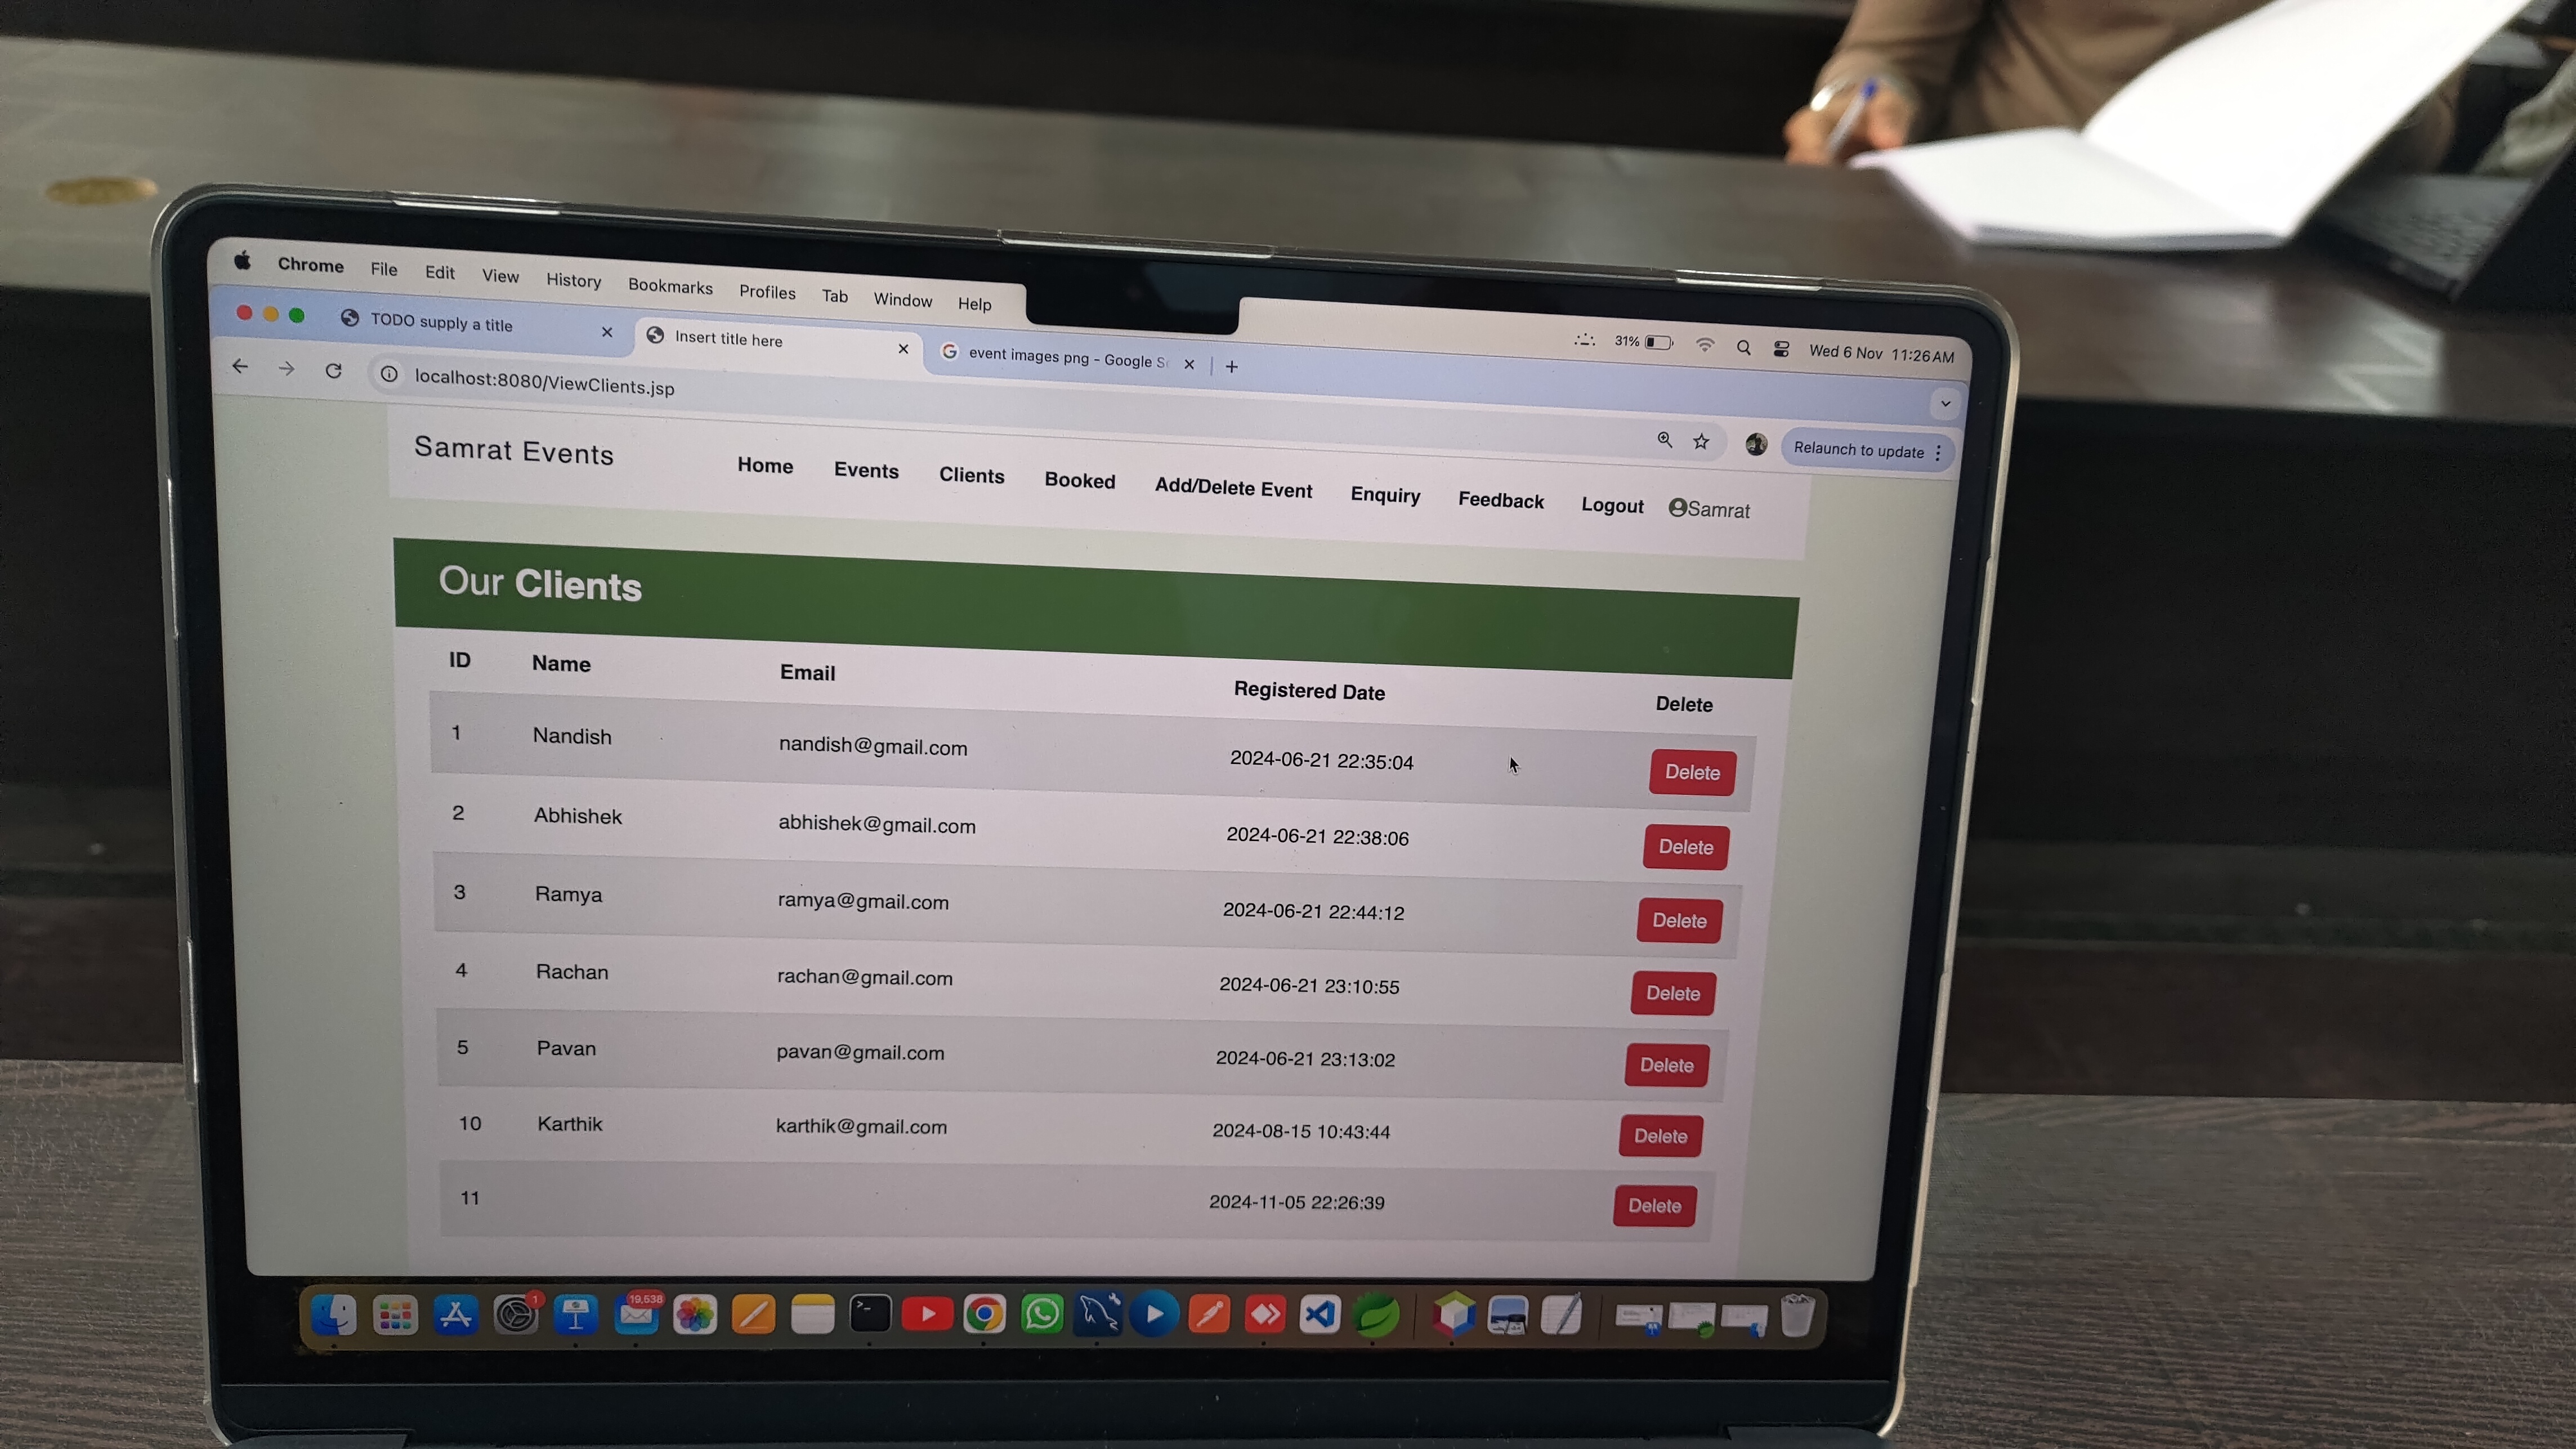 Chrome File Edit View History Bookmarks Profiles Tab Window Help 31% Wed 6 Nov 11:26 AM
TODO supply a title Insert title here event images png - Google S
localhost:8080/ViewClients.jsp
Relaunch to update
Samrat Events Home Events Clients Booked Add/Delete Event Enquiry Feedback Logout Samrat
Our Clients
ID Name Email Registered Date Delete
1 Nandish nandish@gmail.com 2024-06-21 22:35:04 Delete
2 Abhishek abhishek@gmail.com 2024-06-21 22:38:06 Delete
3 Ramya ramya@gmail.com 2024-06-21 22:44:12 Delete
4 Rachan rachan@gmail.com 2024-06-21 23:10:55 Delete
5 Pavan pavan@gmail.com 2024-06-21 23:13:02 Delete
10 Karthik karthik@gmail.com 2024-08-15 10:43:44 Delete
11 2024-11-05 22:26:39 Delete
1 19,538